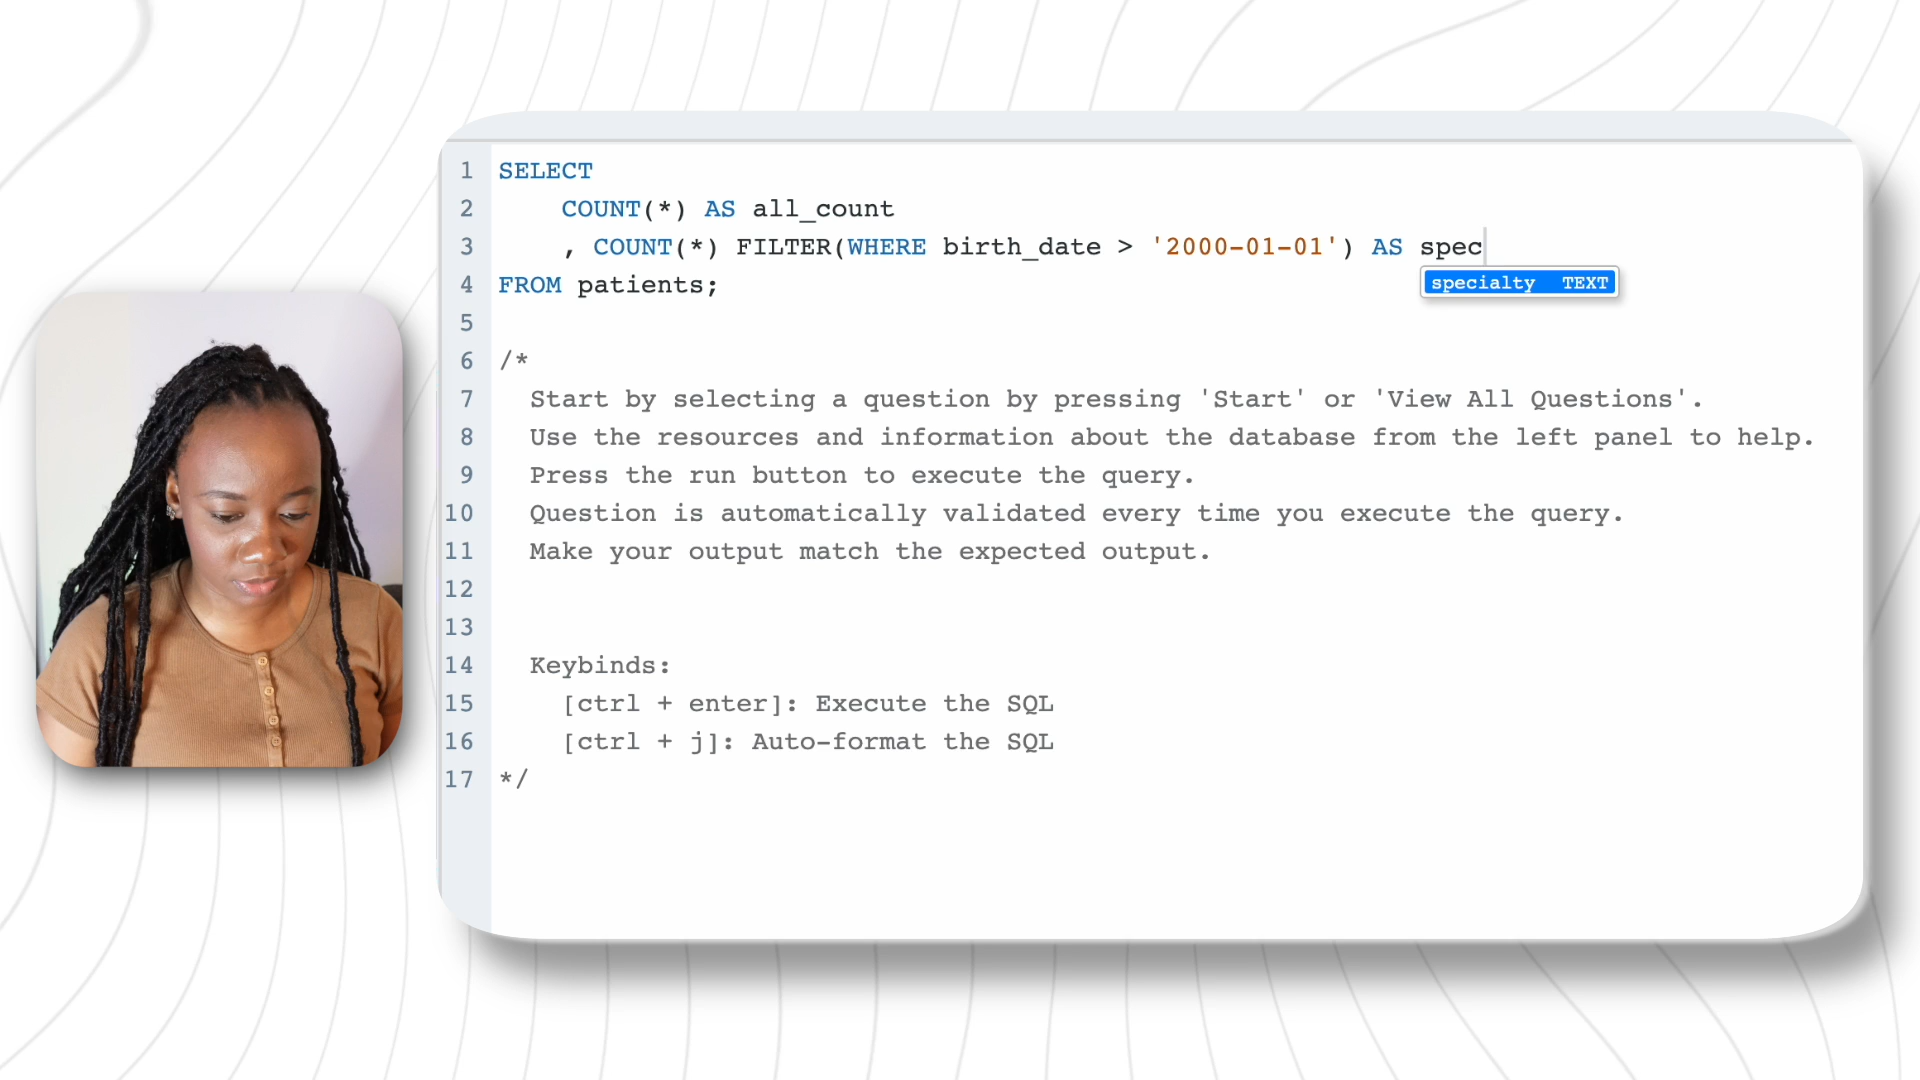 1 SELECT
2 COUNT(*) AS all_count
3 , COUNT(*) FILTER(WHERE birth_date > '2000-01-01') AS spec
specialty TEXT
4 FROM patients;
5
6 /*
7 Start by selecting a question by pressing 'Start' or 'View All Questions'.
8 Use the resources and information about the database from the left panel to help.
9 Press the run button to execute the query.
10 Question is automatically validated every time you execute the query.
11 Make your output match the expected output.
12
13
14 Keybinds:
15 [ctrl + enter]: Execute the SQL
16 [ctrl + j]: Auto-format the SQL
17 */